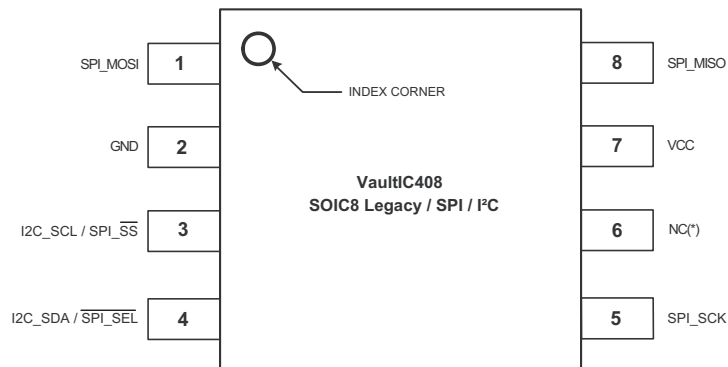 SPI_MOSI 1 8 SPI_MISO
INDEX CORNER
GND 2 7 VCC
VaultIC408
SOIC8 Legacy / SPI / I²C
I2C_SCL / SPI_SS 3 6 NC(*)
I2C_SDA / SPI_SEL 4 5 SPI_SCK